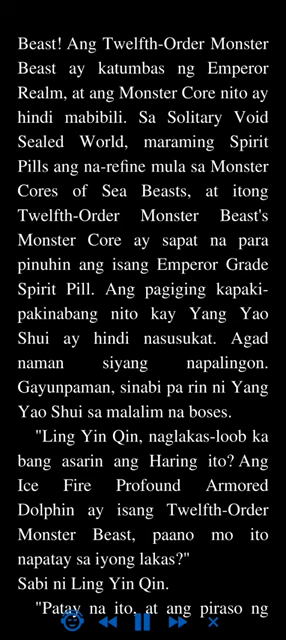 Beast! Ang Twelfth-Order Monster
Beast ay katumbas ng Emperor
Realm, at ang Monster Core nito ay
hindi mabibili. Sa Solitary Void
Sealed World, maraming Spirit
Pills ang na-refine mula sa Monster
Cores of Sea Beasts, at itong
Twelfth-Order Monster Beast's
Monster Core ay sapat na para
pinuhin ang isang Emperor Grade
Spirit Pill. Ang pagiging kapaki-
pakinabang nito kay Yang Yao
Shui ay hindi nasusukat. Agad
naman siyang napalingon.
Gayunpaman, sinabi pa rin ni Yang
Yao Shui sa malalim na boses.
"Ling Yin Qin, naglakas-loob ka
bang asarin ang Haring ito? Ang
Ice Fire Profound Armored
Dolphin ay isang Twelfth-Order
Monster Beast, paano mo ito
napatay sa iyong lakas?"
Sabi ni Ling Yin Qin.
"Patay na ito, at ang piraso ng